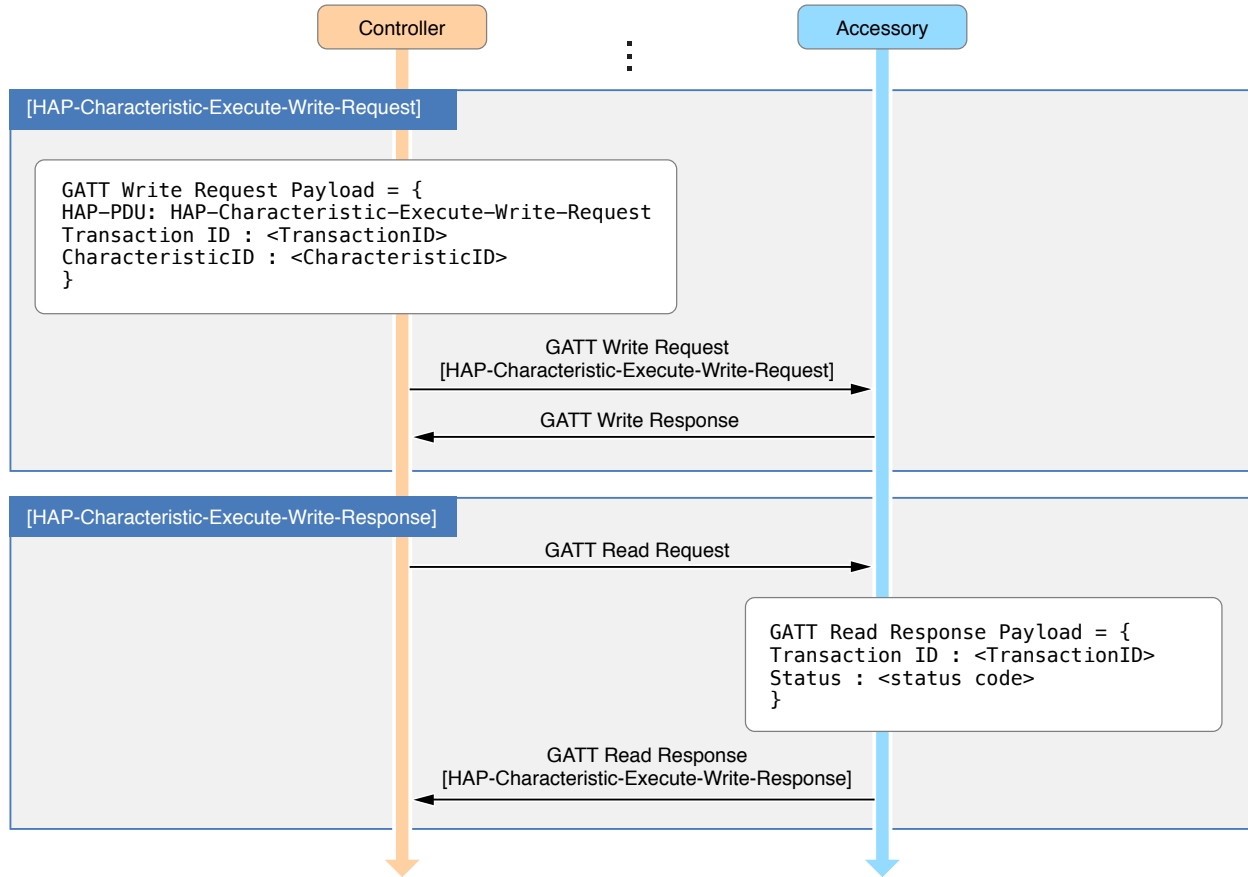 Controller
Accessory
[HAP-Characteristic-Execute-Write-Request]
GATT Write Request Payload = {
HAP–PDU: HAP–Characteristic–Execute–Write–Request
Transaction ID : <TransactionID>
CharacteristicID : <CharacteristicID>
}
GATT Write Request
[HAP-Characteristic-Execute-Write-Request]
GATT Write Response
[HAP-Characteristic-Execute-Write-Response]
GATT Read Request
GATT Read Response Payload = {
Transaction ID : <TransactionID>
Status : <status code>
}
GATT Read Response
[HAP-Characteristic-Execute-Write-Response]